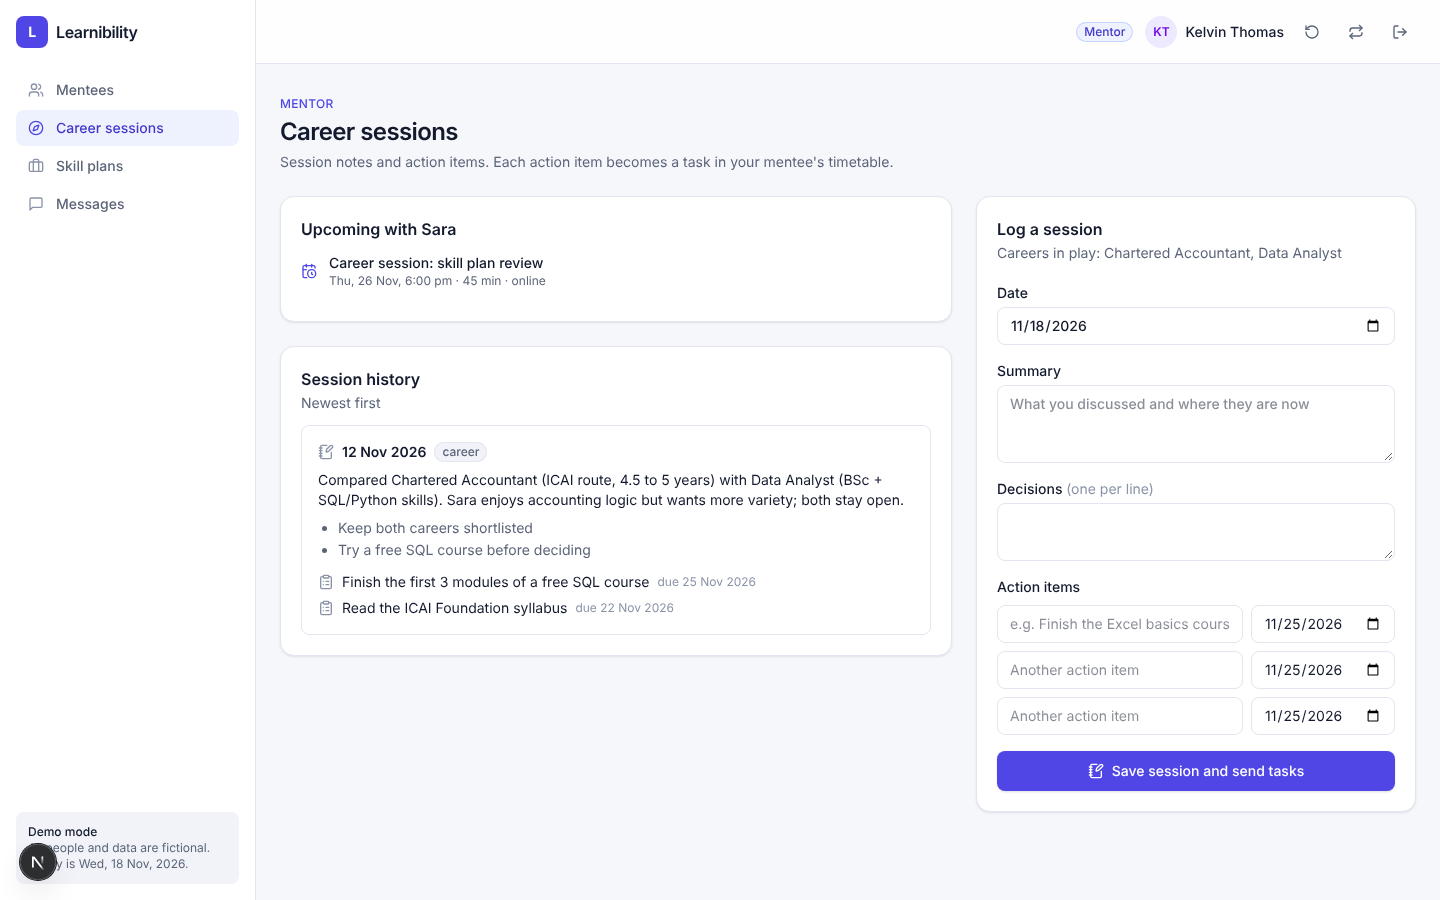 L Learnibility
Mentees
Career sessions
Skill plans
Messages
Demo mode
people and data are fictional.
is Wed, 18 Nov, 2026.
N
Mentor KT Kelvin Thomas
MENTOR
Career sessions
Session notes and action items. Each action item becomes a task in your mentee's timetable.
Upcoming with Sara
Career session: skill plan review
Thu, 26 Nov, 6:00 pm · 45 min · online
Session history
Newest first
12 Nov 2026 career
Compared Chartered Accountant (ICAI route, 4.5 to 5 years) with Data Analyst (BSc +
SQL/Python skills). Sara enjoys accounting logic but wants more variety; both stay open.
• Keep both careers shortlisted
• Try a free SQL course before deciding
Finish the first 3 modules of a free SQL course due 25 Nov 2026
Read the ICAI Foundation syllabus due 22 Nov 2026
Log a session
Careers in play: Chartered Accountant, Data Analyst
Date
11/18/2026
Summary
What you discussed and where they are now
Decisions (one per line)
Action items
e.g. Finish the Excel basics cours 11/25/2026
Another action item 11/25/2026
Another action item 11/25/2026
Save session and send tasks